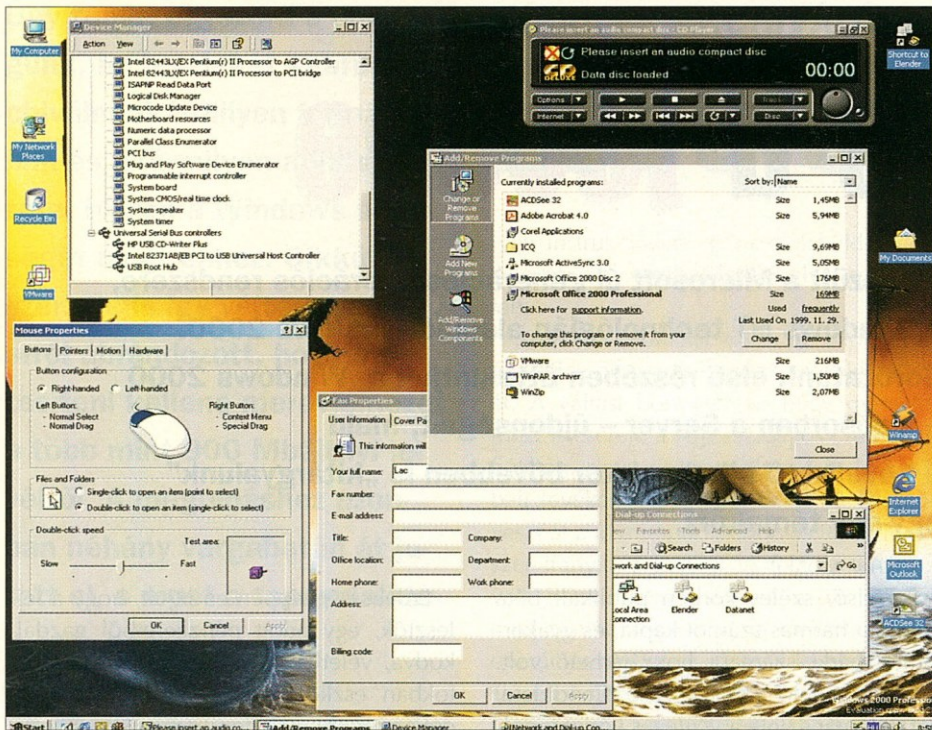 My Computer
My Network Places
Recycle Bin
VMware
Device Manager
Action View
Intel 82443LX/EX Pentium(r) II Processor to AGP Controller
Intel 82443LX/EX Pentium(r) II Processor to PCI bridge
ISAPNP Read Data Port
Logical Disk Manager
Microcode Update Device
Motherboard resources
Numeric data processor
Parallel Class Enumerator
PCI bus
Plug and Play Software Device Enumerator
Programmable interrupt controller
System board
System CMOS/real time clock
System speaker
System timer
Universal Serial Bus controllers
HP USB CD-Writer Plus
Intel 82371AB/EB PCI to USB Universal Host Controller
USB Root Hub
Please insert an audio compact disc - CD Player
Please insert an audio compact disc
Data disc loaded
00:00
DELUXE
Options
Internet
Track
Disc
Shortcut to Elender
My Documents
Winamp
Internet Explorer
Microsoft Outlook
ACDSee 32
Add/Remove Programs
Change or Remove Programs
Add New Programs
Add/Remove Windows Components
Currently installed programs:
Sort by: Name
ACDSee 32 Size 1,45MB
Adobe Acrobat 4.0 Size 5,94MB
Corel Applications
ICQ Size 9,69MB
Microsoft ActiveSync 3.0 Size 5,05MB
Microsoft Office 2000 Disc 2 Size 176MB
Microsoft Office 2000 Professional Size 169MB
Click here for support information. Used frequently
Last Used On 1999. 11. 29.
To change this program or remove it from your computer, click Change or Remove.
Change Remove
VMware Size 216MB
WinRAR archiver Size 1,50MB
WinZip Size 2,07MB
Close
Mouse Properties
Buttons Pointers Motion Hardware
Button configuration
Right-handed Left-handed
Left Button:
- Normal Select
- Normal Drag
Right Button:
- Context Menu
- Special Drag
Files and Folders
Single-click to open an item (point to select)
Double-click to open an item (single-click to select)
Double-click speed
Slow Fast
Test area:
OK Cancel Apply
Fax Properties
User Information Cover Pa
This information will
Your full name: Lac
Fax number:
E-mail address:
Title: Company:
Office location: Department:
Home phone: Work phone:
Address:
Billing code:
OK Cancel Apply
Dial-up Connections
Favorites Tools Advanced Help
Search Folders History
work and Dial-up Connections Go
Local Area Connection
Elender
Datanet
Windows 2000 Profession
Start
Please insert an audio co...
Add/Remove Programs
Device Manager
Network and Dial-up Con...